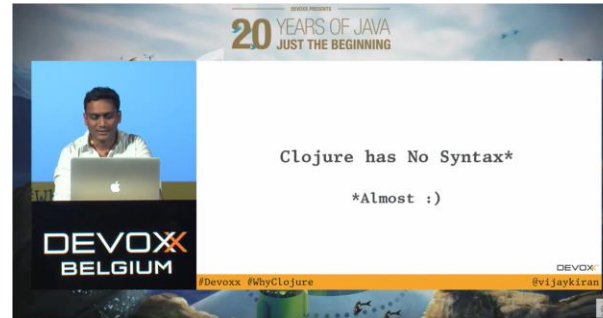 DEVOXX PRESENTS
20 YEARS OF JAVA
JUST THE BEGINNING
Clojure has No Syntax*
*Almost :)
DEVOXX
BELGIUM
DEVOXX
#Devoxx #WhyClojure
@vijaykiran